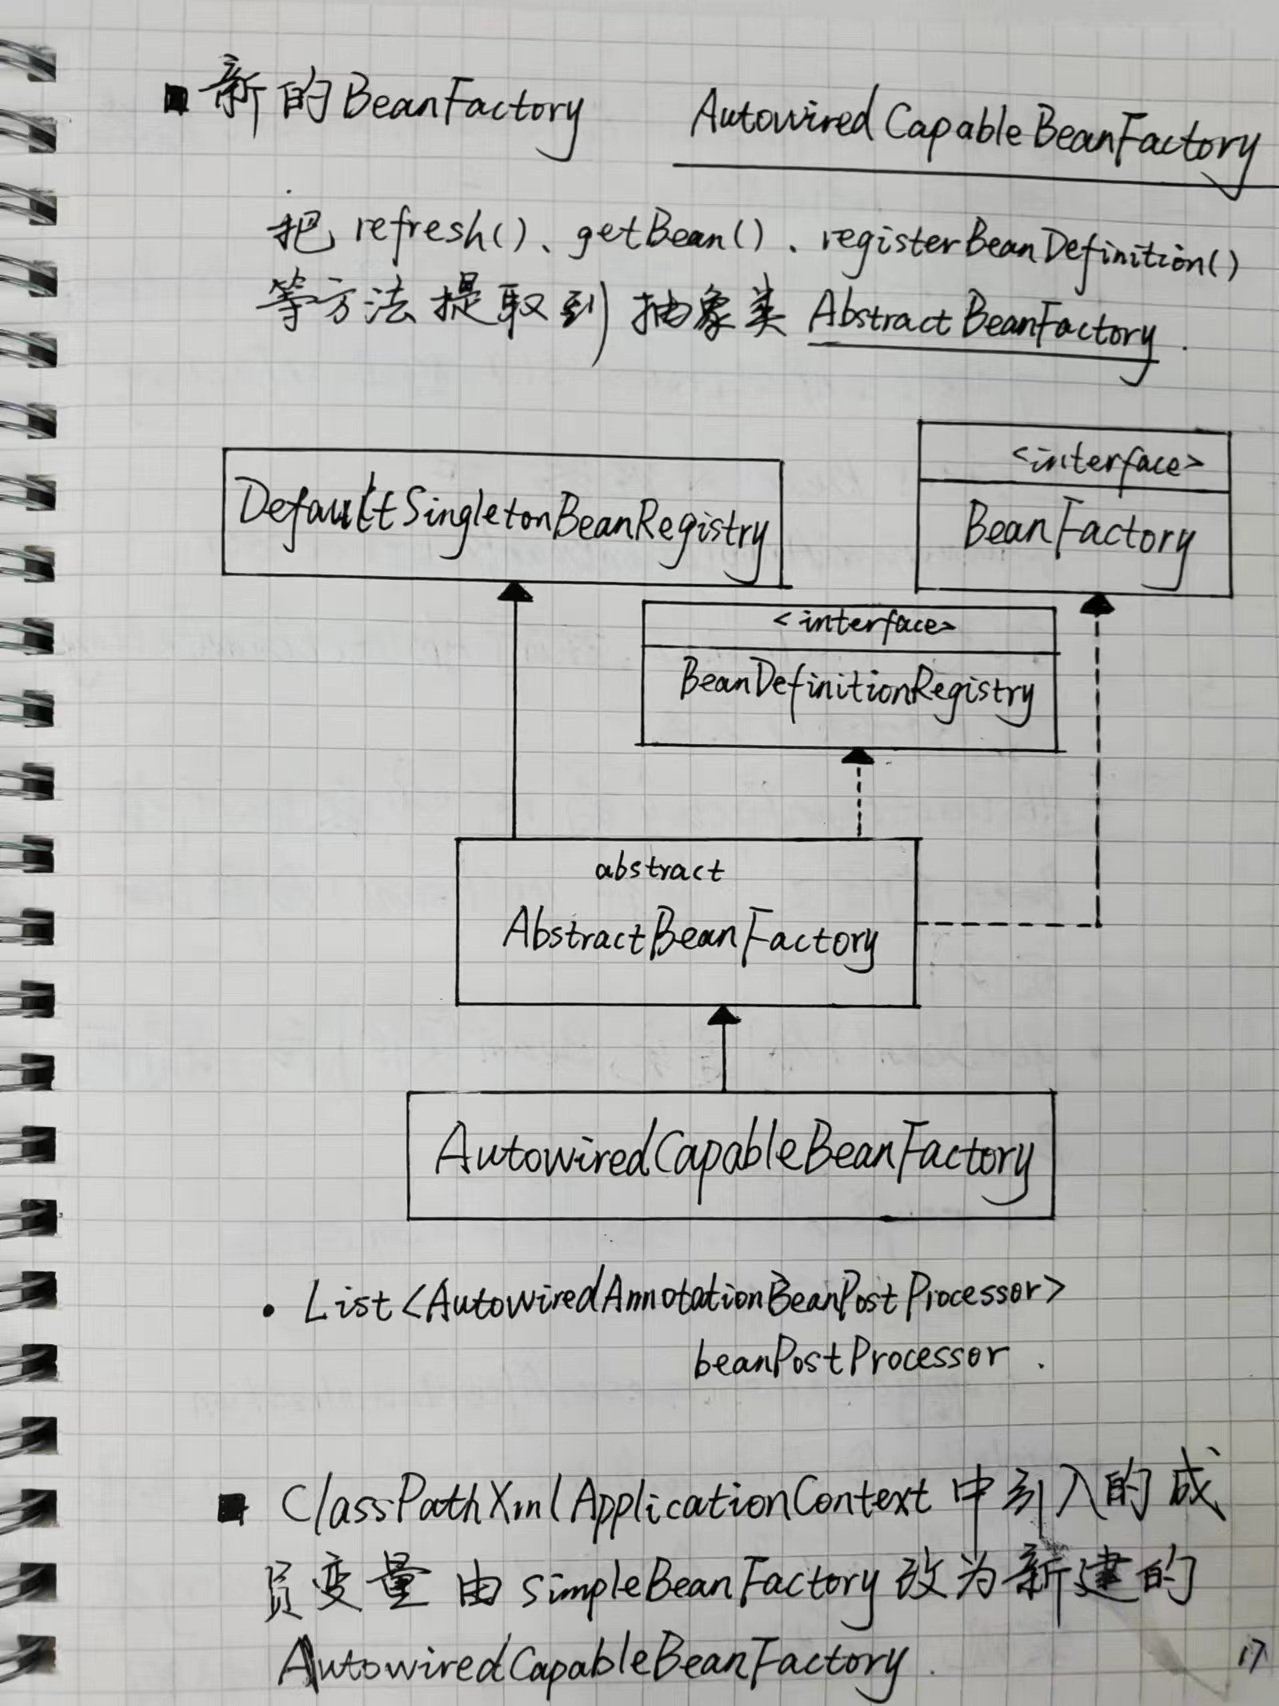 ■ 新的BeanFactory AutowiredCapableBeanFactory
把 refresh()、getBean()、registerBeanDefinition()
等方法提取到 抽象类 AbstractBeanFactory.
<interface>
DefaultSingletonBeanRegistry
BeanFactory
<interface>
BeanDefinitionRegistry
abstract
AbstractBeanFactory
AutowiredCapableBeanFactory
• List<AutowiredAnnotationBeanPostProcessor>
beanPostProcessor.
■ ClassPathXmlApplicationContext 中引入的成
员变量 由 simpleBeanFactory 改为新建的
AutowiredCapableBeanFactory.
17